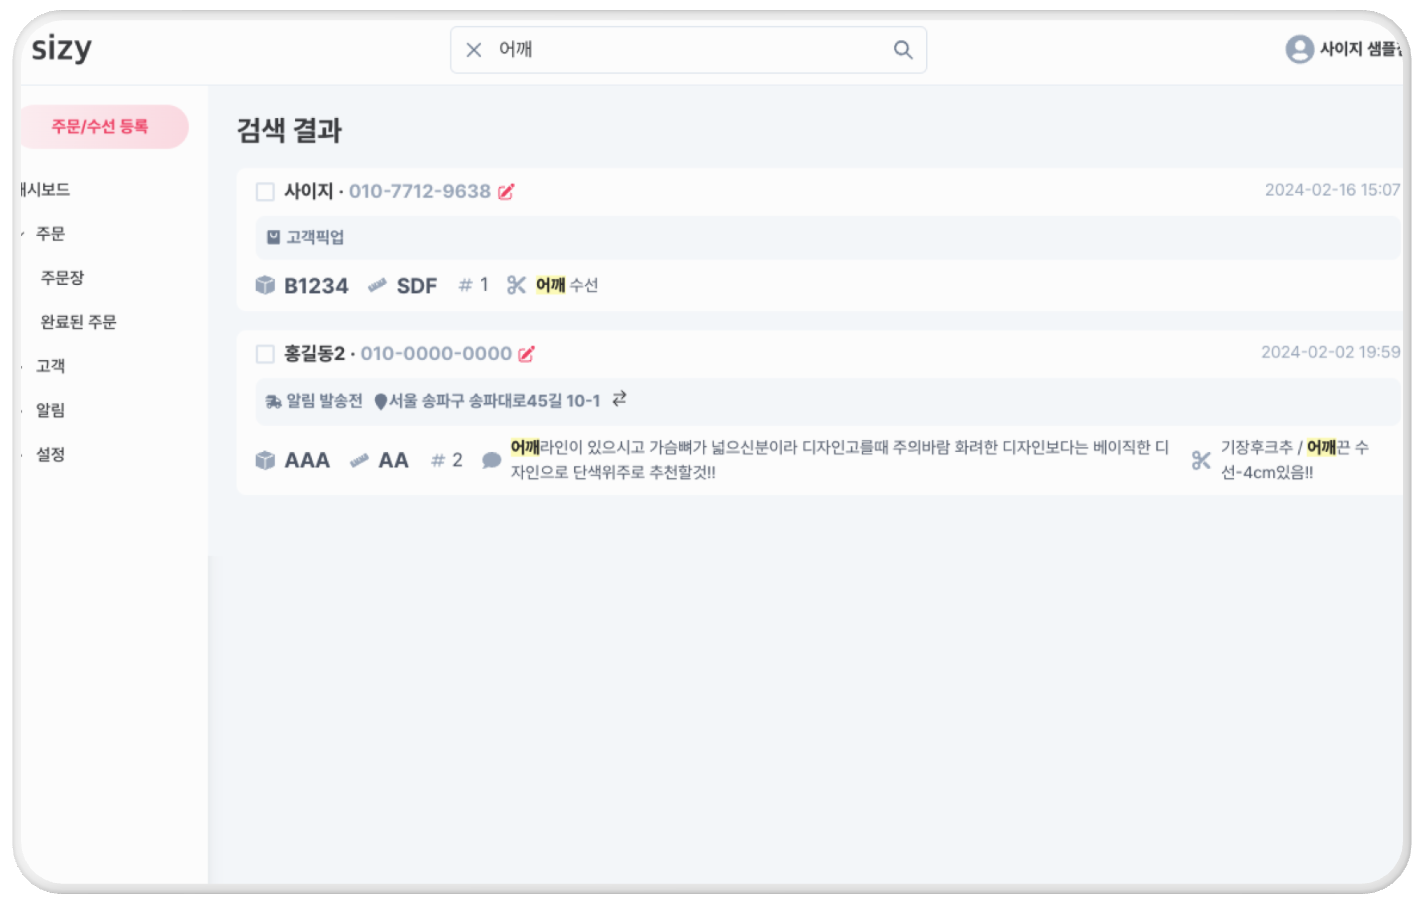 sizy
어깨
사이지 샘플
주문/수선 등록
시보드
주문
주문장
완료된 주문
고객
알림
설정
검색 결과
사이지 · 010-7712-9638
2024-02-16 15:07
고객픽업
B1234 SDF # 1 어깨 수선
홍길동2 · 010-0000-0000
2024-02-02 19:59
알림 발송전 서울 송파구 송파대로45길 10-1
AAA AA # 2
어깨라인이 있으시고 가슴뼈가 넓으신분이라 디자인고를때 주의바람 화려한 디자인보다는 베이직한 디
자인으로 단색위주로 추천할것!!
기장후크추 / 어깨끈 수
선-4cm있음!!